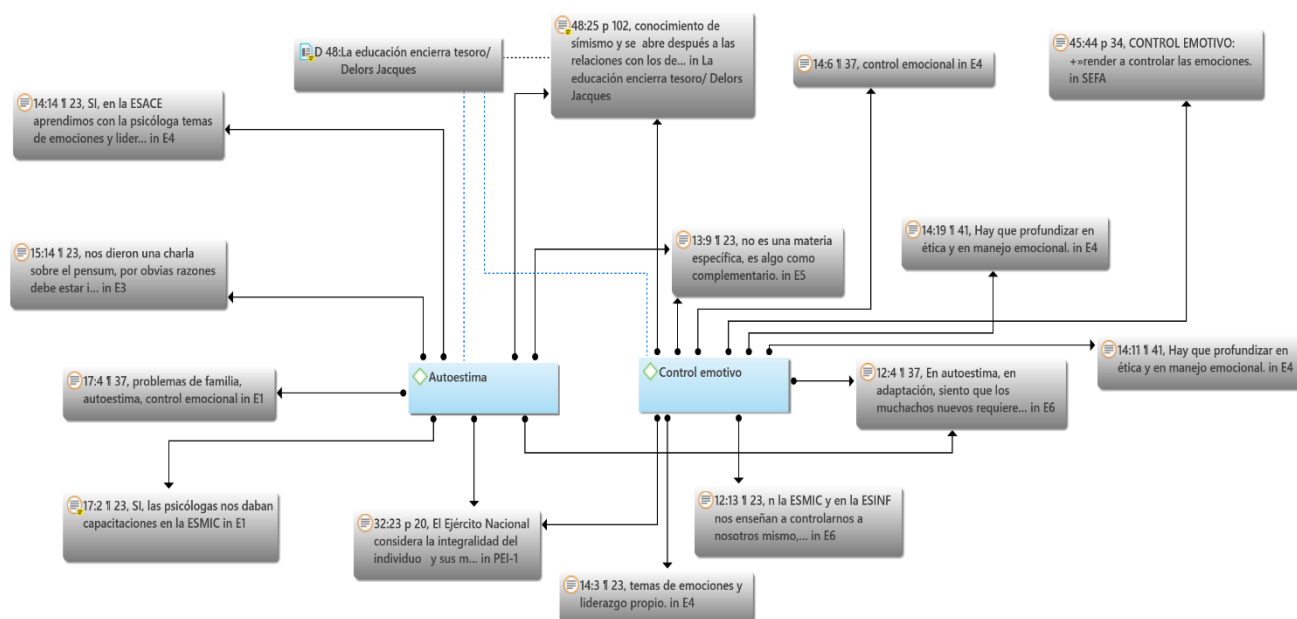 48:25 p 102, conocimiento de
símismo y se abre después a las
relaciones con los de... in La
educación encierra tesoro/
Delors Jacques
D 48:La educación encierra tesoro/
Delors Jacques
45:44 p 34, CONTROL EMOTIVO:
+»render a controlar las emociones.
in SEFA
14:6 ¶ 37, control emocional in E4
14:14 ¶ 23, SI, en la ESACE
aprendimos con la psicóloga temas
de emociones y lider... in E4
14:19 ¶ 41, Hay que profundizar en
ética y en manejo emocional. in E4
15:14 ¶ 23, nos dieron una charla
sobre el pensum, por obvias razones
debe estar i... in E3
13:9 ¶ 23, no es una materia
específica, es algo como
complementario. in E5
14:11 ¶ 41, Hay que profundizar en
ética y en manejo emocional. in E4
17:4 ¶ 37, problemas de familia,
autoestima, control emocional in E1
Autoestima
Control emotivo
12:4 ¶ 37, En autoestima, en
adaptación, siento que los
muchachos nuevos requiere... in E6
17:2 ¶ 23, SI, las psicólogas nos daban
capacitaciones en la ESMIC in E1
32:23 p 20, El Ejército Nacional
considera la integralidad del
individuo y sus m... in PEI-1
12:13 ¶ 23, n la ESMIC y en la ESINF
nos enseñan a controlarnos a
nosotros mismo,... in E6
14:3 ¶ 23, temas de emociones y
liderazgo propio. in E4